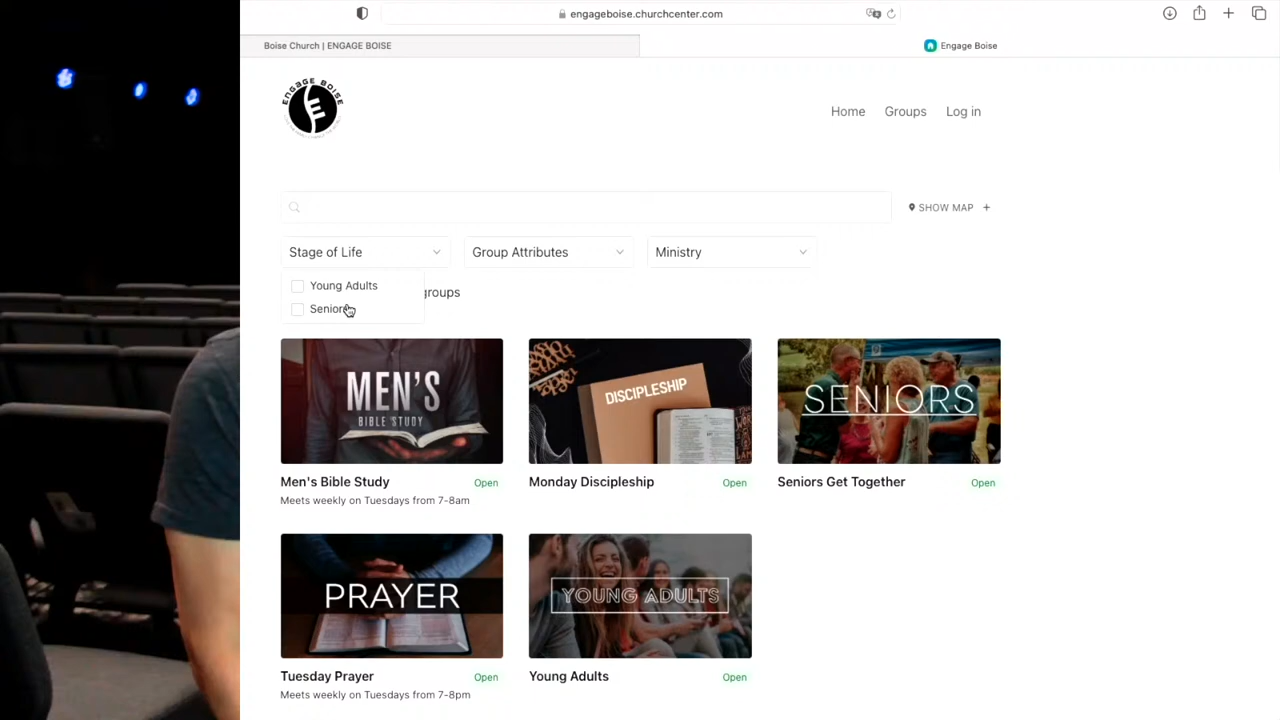 engageboise.churchcenter.com
Boise Church | ENGAGE BOISE
Engage Boise
ENGAGE BOISE
Home
Groups
Log in
SHOW MAP +
Stage of Life
Group Attributes
Ministry
Young Adults
Seniors
groups
MEN'S
BIBLE STUDY
DISCIPLESHIP
SENIORS
Men's Bible Study
Open
Meets weekly on Tuesdays from 7-8am
Monday Discipleship
Open
Seniors Get Together
Open
PRAYER
YOUNG ADULTS
Tuesday Prayer
Open
Meets weekly on Tuesdays from 7-8pm
Young Adults
Open